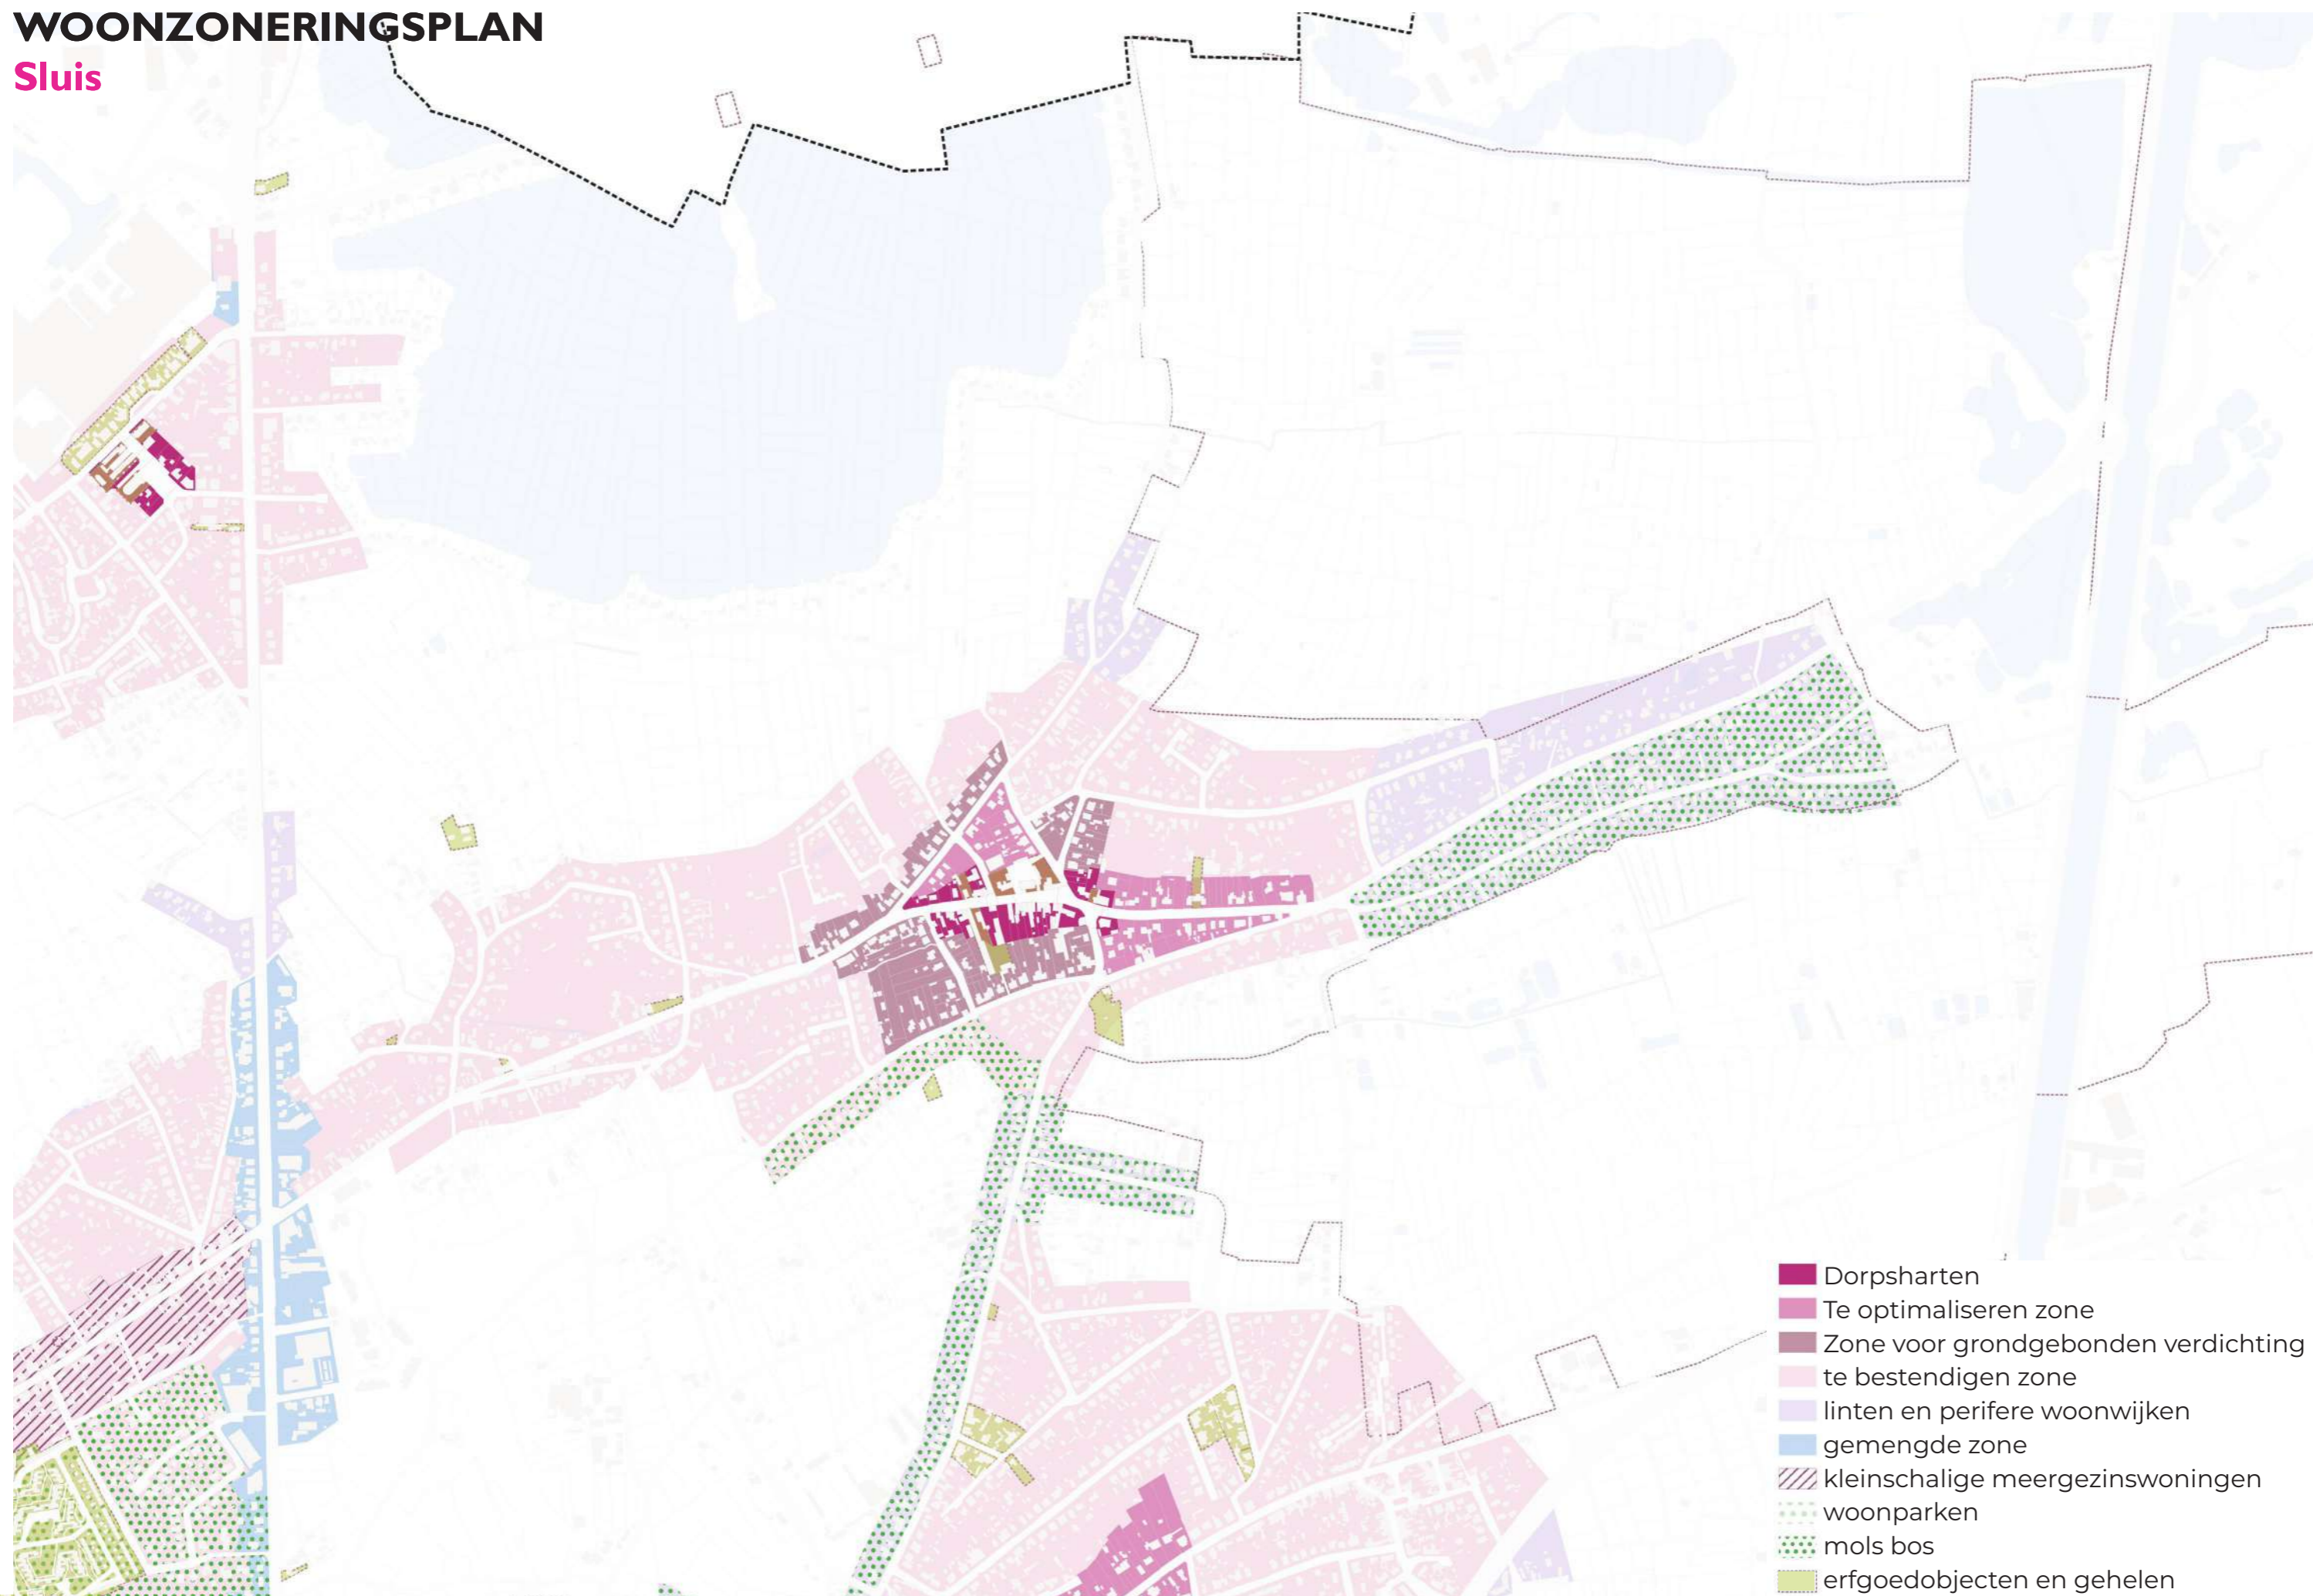 WOONZONERINGSPLAN
Sluis
Dorpsharten
Te optimaliseren zone
Zone voor grondgebonden verdichting
te bestendigen zone
linten en perifere woonwijken
gemengde zone
kleinschalige meergezinswoningen
woonparken
mols bos
erfgoedobjecten en gehelen